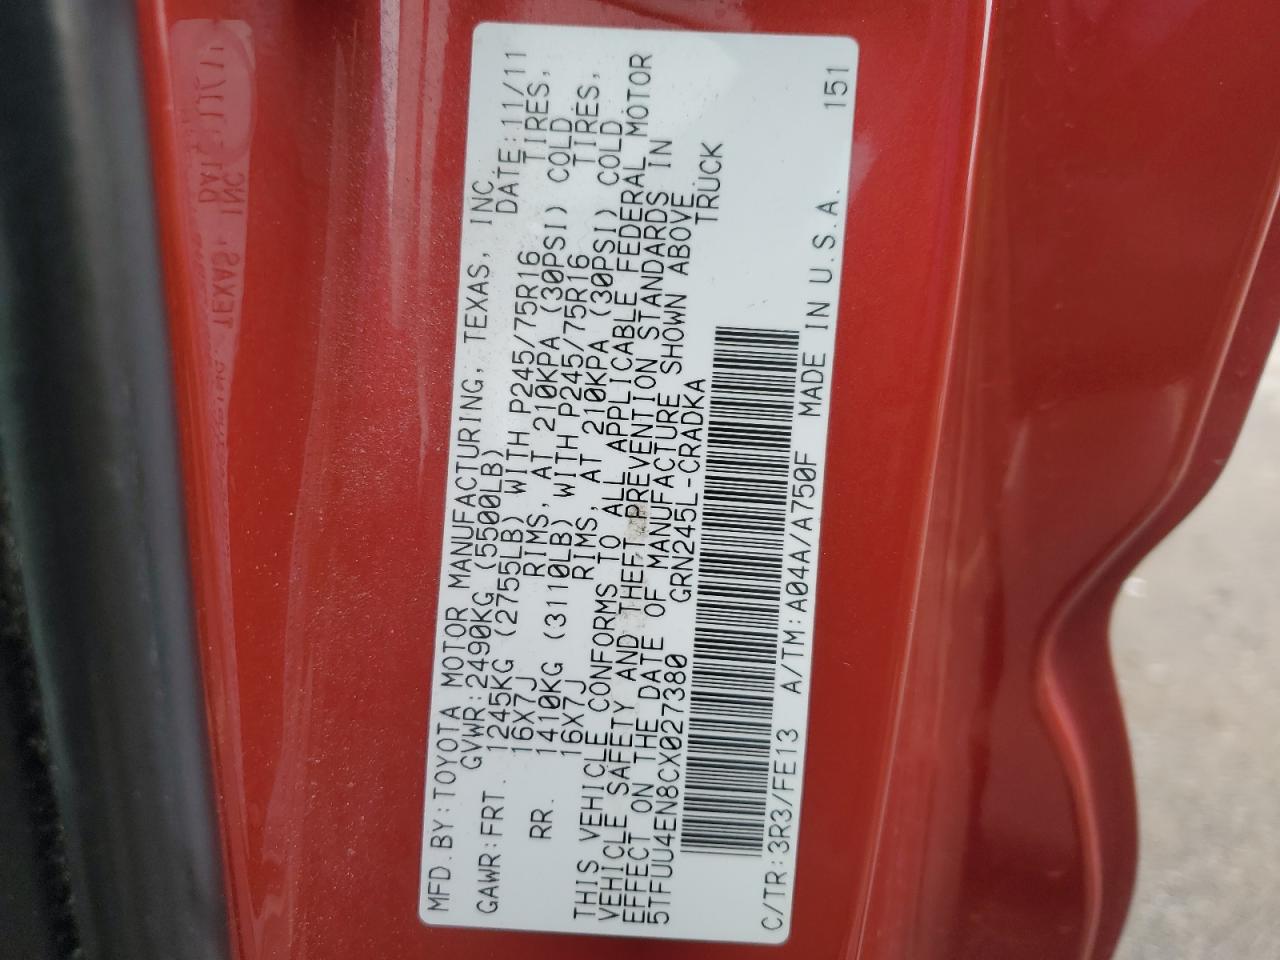 MFD.BY:TOYOTA MOTOR MANUFACTURING, TEXAS, INC
GVWR:2490KG (5500LB) DATE:11/11
GAWR:FRT. 1245KG (2755LB) WITH P245/75R16 TIRES,
16X7J RIMS, AT 210KPA (30PSI) COLD
RR. 1410KG (3110LB) WITH P245/75R16 TIRES,
16X7J RIMS, AT 210KPA (30PSI) COLD
THIS VEHICLE CONFORMS TO ALL APPLICABLE FEDERAL MOTOR
VEHICLE SAFETY AND THEFT PREVENTION STANDARDS IN
EFFECT ON THE DATE OF MANUFACTURE SHOWN ABOVE
5TFUU4EN8CX027380 GRN245L-CRADKA TRUCK
C/TR:3R3/FE13 A/TM:A04A/A750F MADE IN U.S.A. 151